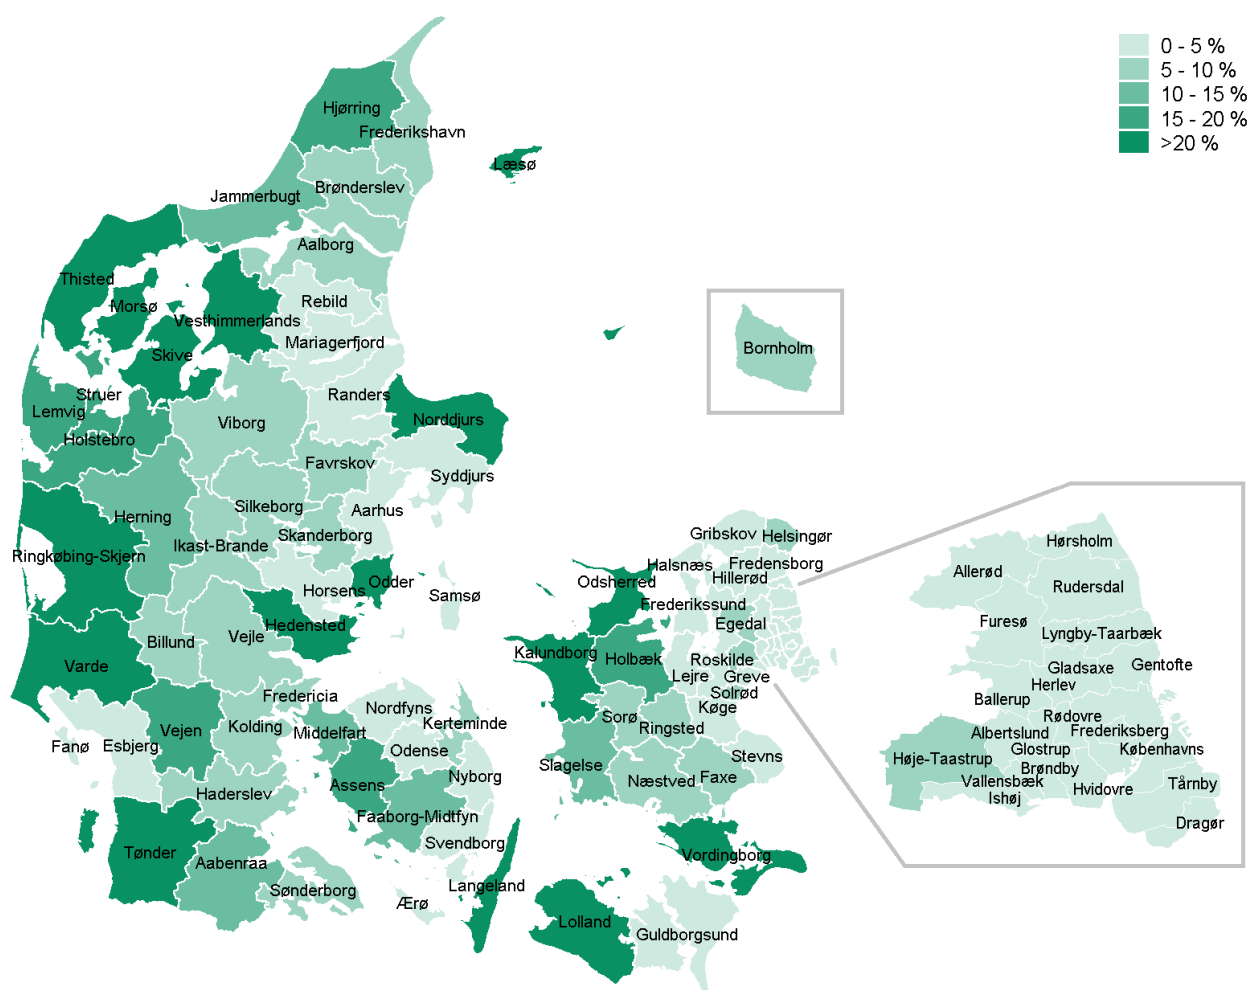 0 - 5 %
5 - 10 %
10 - 15 %
15 - 20 %
>20 %
Hjørring
Frederikshavn
Læsø
Brønderslev
Jammerbugt
Aalborg
Thisted
Rebild
Morsø
Vesthimmerlands
Mariagerfjord
Bornholm
Skive
Struer
Randers
Lemvig
Norddjurs
Viborg
Holstebro
Favrskov
Syddjurs
Silkeborg
Aarhus
Herning
Skanderborg
Ikast-Brande
Ringkøbing-Skjern
Odder
Horsens
Samsø
Hedensted
Vejle
Billund
Varde
Fredericia
Nordfyns
Kerteminde
Kolding
Vejen
Middelfart
Fanø
Esbjerg
Odense
Nyborg
Assens
Haderslev
Faaborg-Midtfyn
Svendborg
Tønder
Aabenraa
Sønderborg
Langeland
Ærø
Gribskov
Helsingør
Halsnæs
Fredensborg
Hillerød
Odsherred
Frederikssund
Egedal
Kalundborg
Holbæk
Roskilde
Lejre
Greve
Solrød
Køge
Sorø
Ringsted
Stevns
Slagelse
Næstved
Faxe
Vordingborg
Lolland
Guldborgsund
Hørsholm
Allerød
Rudersdal
Furesø
Lyngby-Taarbæk
Gladsaxe
Gentofte
Herlev
Ballerup
Rødovre
Albertslund
Frederiksberg
Glostrup
Københavns
Høje-Taastrup
Brøndby
Vallensbæk
Tårnby
Ishøj
Hvidovre
Dragør